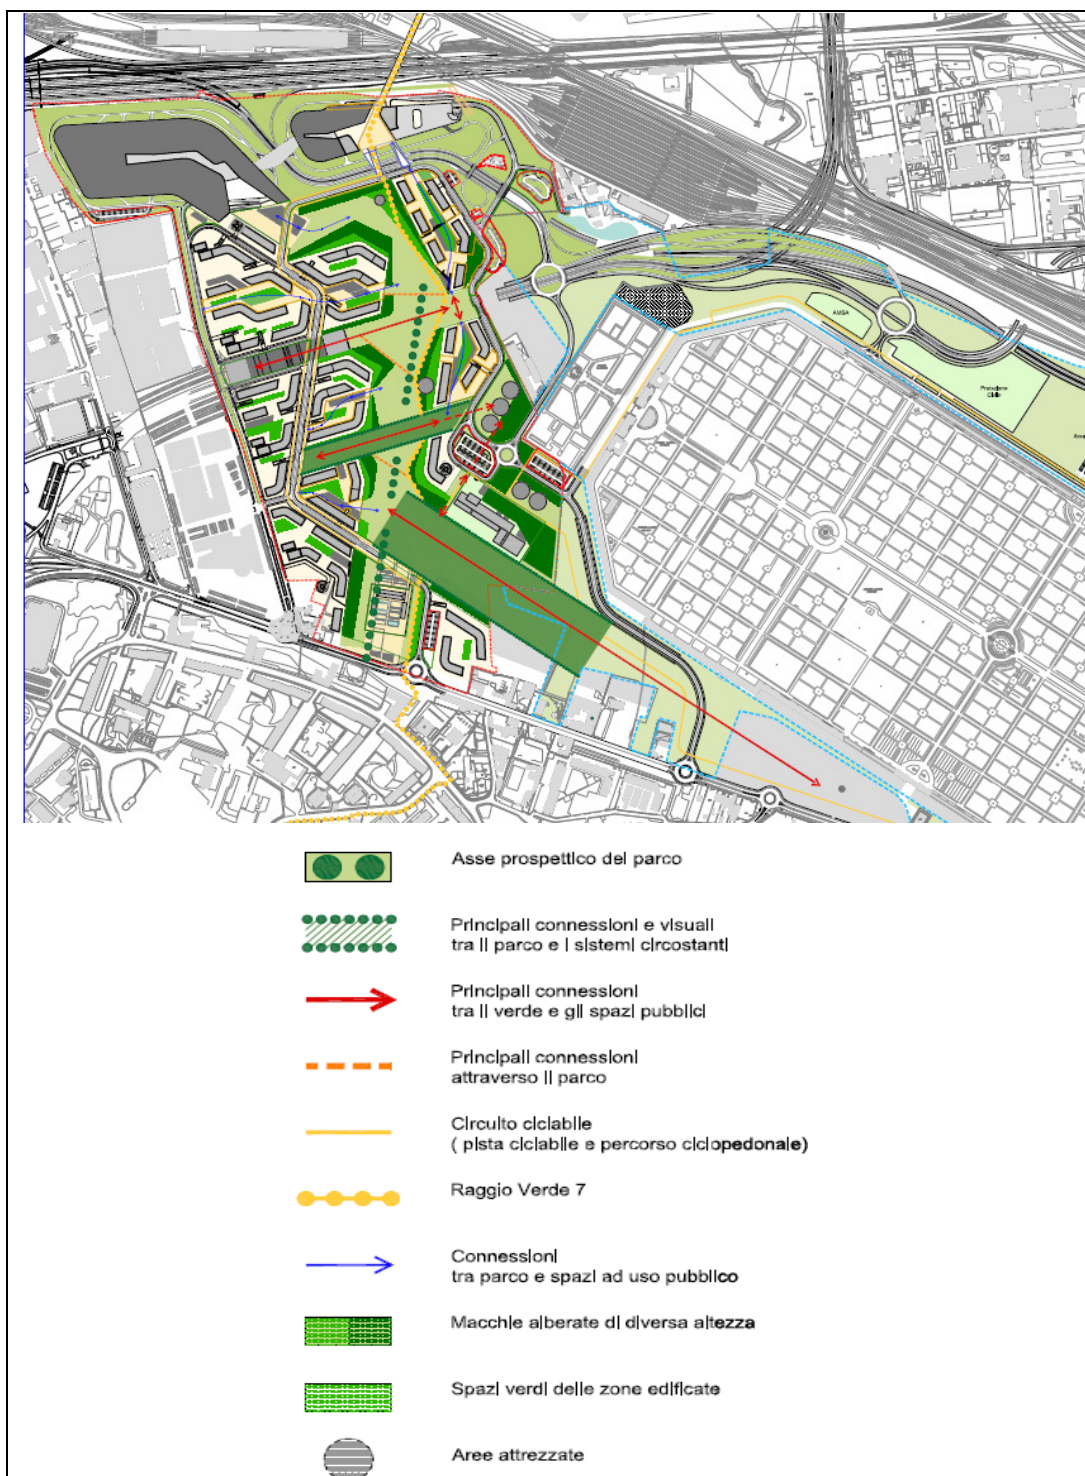 AMSA
Protezione
Civile
Asse prospettico del parco
Principali connessioni e visuali
tra il parco e i sistemi circostanti
Principali connessioni
tra il verde e gli spazi pubblici
Principali connessioni
attraverso il parco
Circuito ciclabile
( pista ciclabile e percorso ciclopedonale)
Raggio Verde 7
Connessioni
tra parco e spazi ad uso pubblico
Macchie alberate di diversa altezza
Spazi verdi delle zone edificate
Aree attrezzate